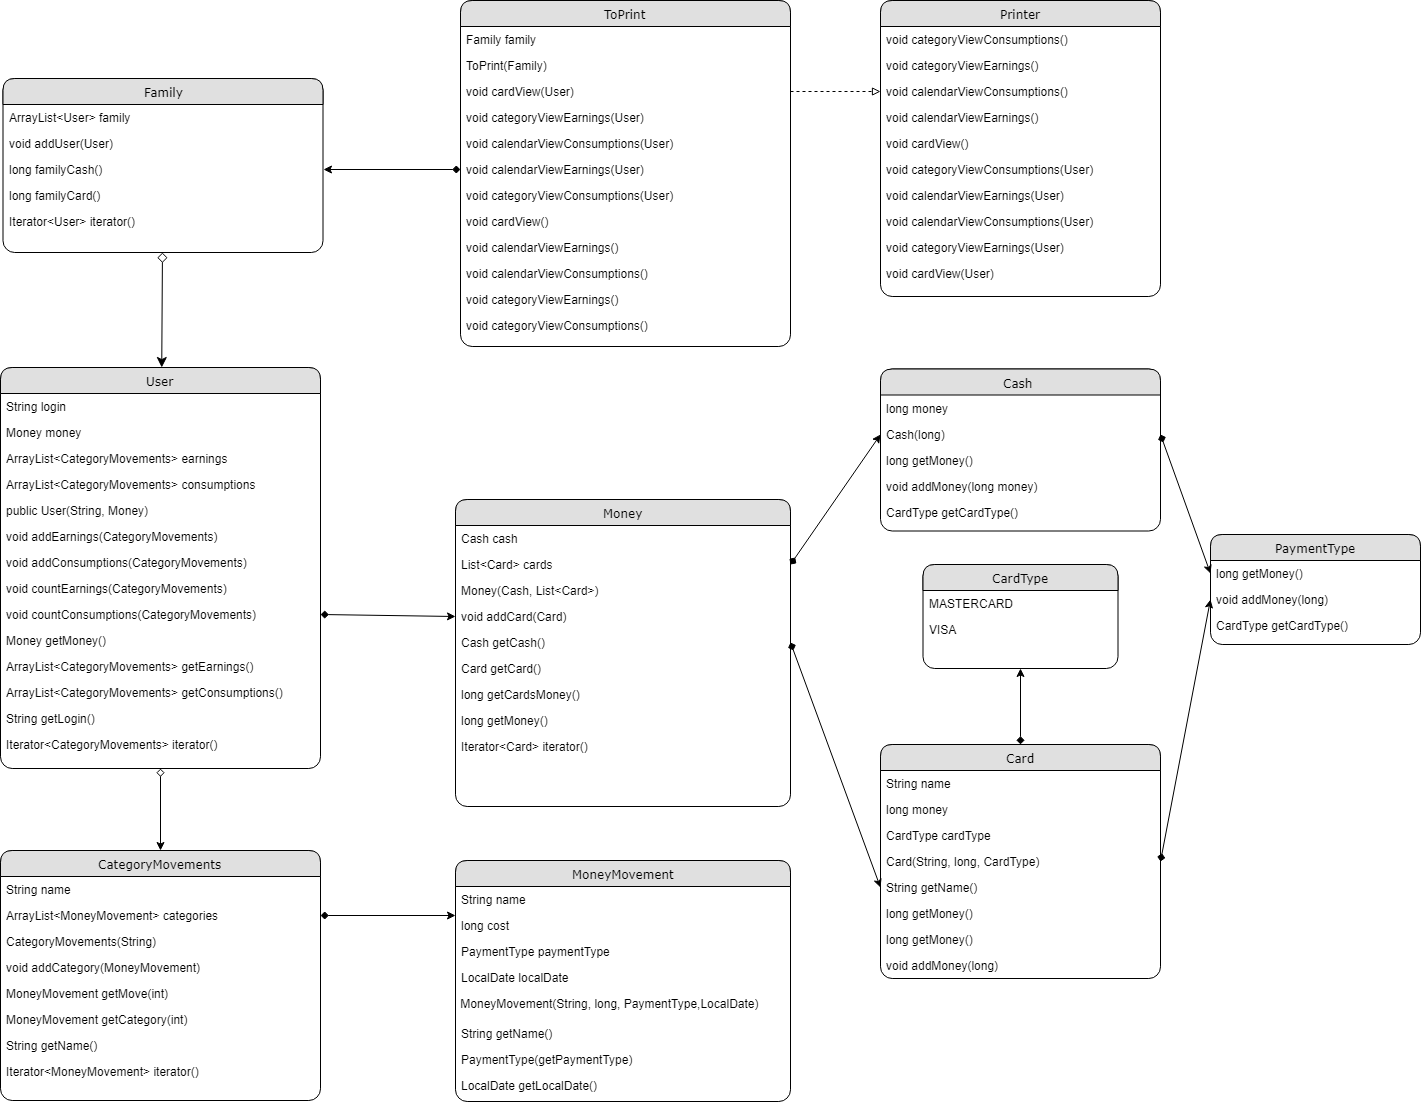 ToPrint
Family family
ToPrint(Family)
void cardView(User)
void categoryViewEarnings(User)
void calendarViewConsumptions(User)
void calendarViewEarnings(User)
void categoryViewConsumptions(User)
void cardView()
void calendarViewEarnings()
void calendarViewConsumptions()
void categoryViewEarnings()
void categoryViewConsumptions()
Printer
void categoryViewConsumptions()
void categoryViewEarnings()
void calendarViewConsumptions()
void calendarViewEarnings()
void cardView()
void categoryViewConsumptions(User)
void calendarViewEarnings(User)
void calendarViewConsumptions(User)
void categoryViewEarnings(User)
void cardView(User)
Family
ArrayList<User> family
void addUser(User)
long familyCash()
long familyCard()
Iterator<User> iterator()
User
String login
Money money
ArrayList<CategoryMovements> earnings
ArrayList<CategoryMovements> consumptions
public User(String, Money)
void addEarnings(CategoryMovements)
void addConsumptions(CategoryMovements)
void countEarnings(CategoryMovements)
void countConsumptions(CategoryMovements)
Money getMoney()
ArrayList<CategoryMovements> getEarnings()
ArrayList<CategoryMovements> getConsumptions()
String getLogin()
Iterator<CategoryMovements> iterator()
Money
Cash cash
List<Card> cards
Money(Cash, List<Card>)
void addCard(Card)
Cash getCash()
Card getCard()
long getCardsMoney()
long getMoney()
Iterator<Card> iterator()
Cash
long money
Cash(long)
long getMoney()
void addMoney(long money)
CardType getCardType()
PaymentType
long getMoney()
void addMoney(long)
CardType getCardType()
CardType
MASTERCARD
VISA
Card
String name
long money
CardType cardType
Card(String, long, CardType)
String getName()
long getMoney()
long getMoney()
void addMoney(long)
CategoryMovements
String name
ArrayList<MoneyMovement> categories
CategoryMovements(String)
void addCategory(MoneyMovement)
MoneyMovement getMove(int)
MoneyMovement getCategory(int)
String getName()
Iterator<MoneyMovement> iterator()
MoneyMovement
String name
long cost
PaymentType paymentType
LocalDate localDate
MoneyMovement(String, long, PaymentType,LocalDate)
String getName()
PaymentType(getPaymentType)
LocalDate getLocalDate()